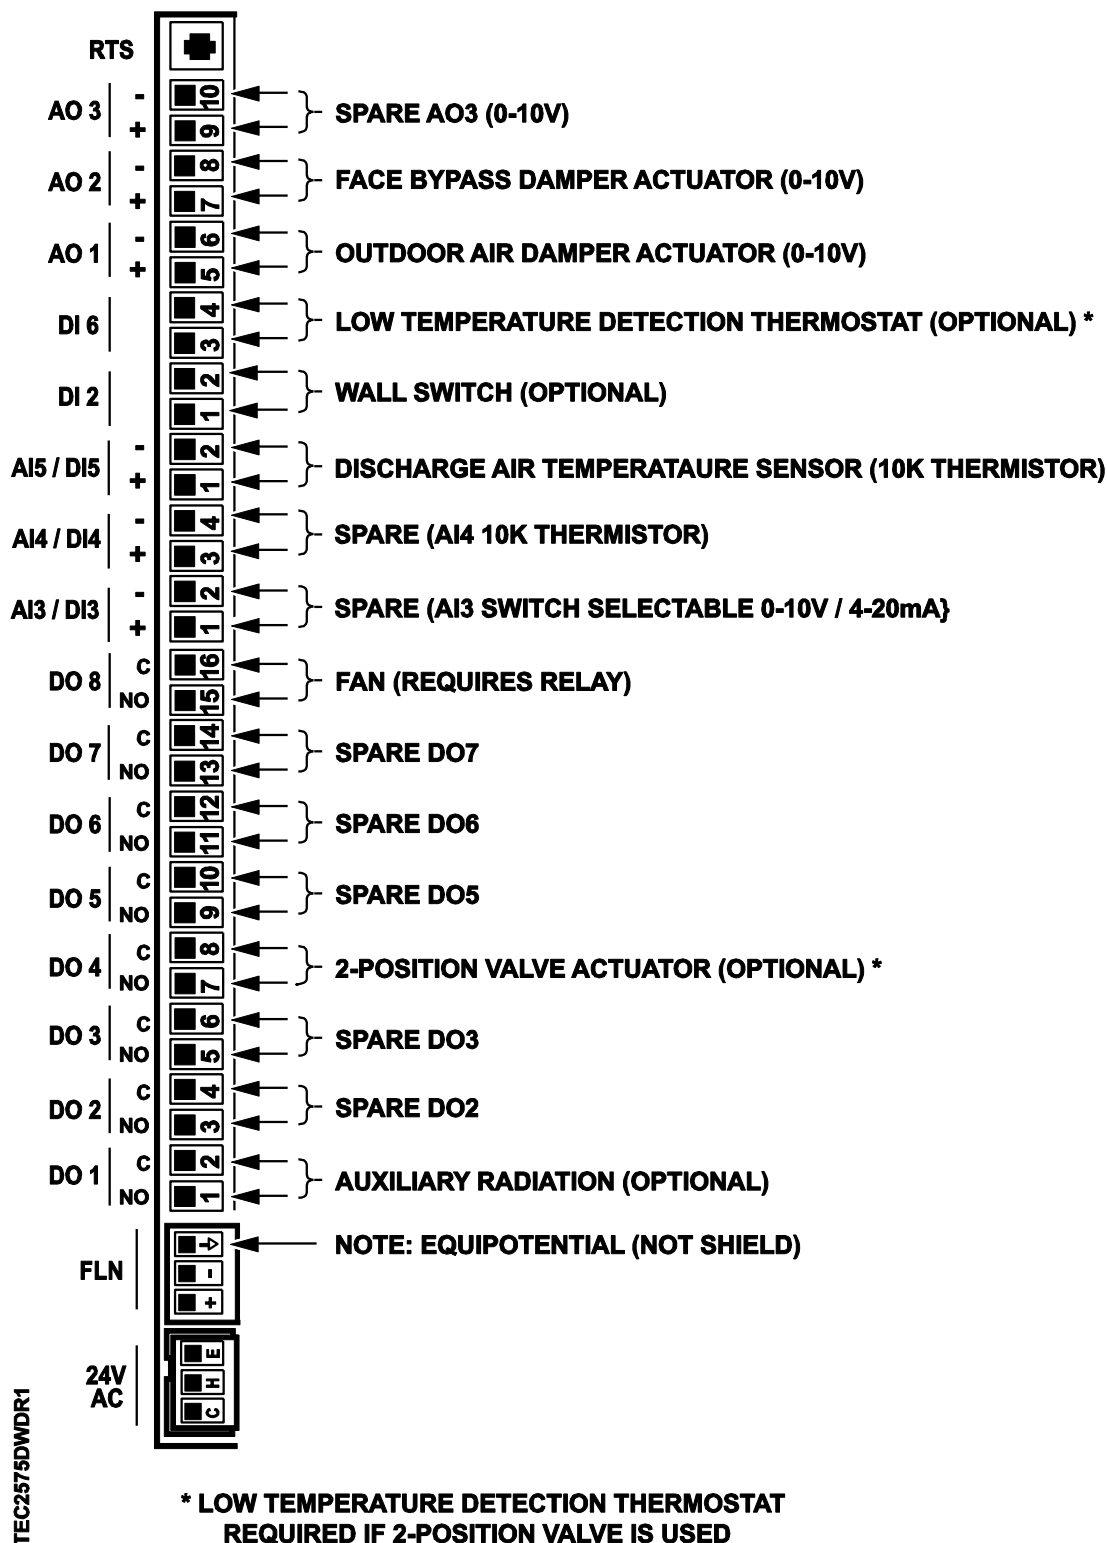 RTS
AO 3 - 10 SPARE AO3 (0-10V)
+ 9
AO 2 - 8 FACE BYPASS DAMPER ACTUATOR (0-10V)
+ 7
AO 1 - 6 OUTDOOR AIR DAMPER ACTUATOR (0-10V)
+ 5
DI 6 4 LOW TEMPERATURE DETECTION THERMOSTAT (OPTIONAL) *
3
DI 2 2 WALL SWITCH (OPTIONAL)
1
AI5 / DI5 - 2 DISCHARGE AIR TEMPERATAURE SENSOR (10K THERMISTOR)
+ 1
AI4 / DI4 - 4 SPARE (AI4 10K THERMISTOR)
+ 3
AI3 / DI3 - 2 SPARE (AI3 SWITCH SELECTABLE 0-10V / 4-20mA}
+ 1
DO 8 C 16 FAN (REQUIRES RELAY)
NO 15
DO 7 C 14 SPARE DO7
NO 13
DO 6 C 12 SPARE DO6
NO 11
DO 5 C 10 SPARE DO5
NO 9
DO 4 C 8 2-POSITION VALVE ACTUATOR (OPTIONAL) *
NO 7
DO 3 C 6 SPARE DO3
NO 5
DO 2 C 4 SPARE DO2
NO 3
DO 1 C 2 AUXILIARY RADIATION (OPTIONAL)
NO 1
NOTE: EQUIPOTENTIAL (NOT SHIELD)
FLN -
+
E
24V H
AC C
TEC2575DWDR1
* LOW TEMPERATURE DETECTION THERMOSTAT
REQUIRED IF 2-POSITION VALVE IS USED